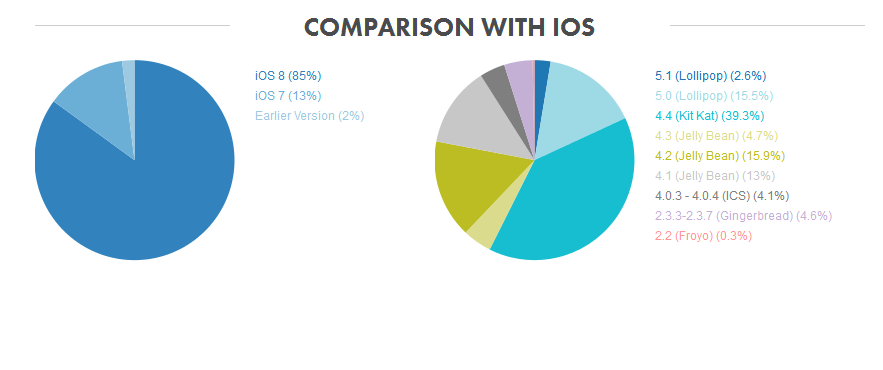 COMPARISON WITH IOS
iOS 8 (85%)
iOS 7 (13%)
Earlier Version (2%)
5.1 (Lollipop) (2.6%)
5.0 (Lollipop) (15.5%)
4.4 (Kit Kat) (39.3%)
4.3 (Jelly Bean) (4.7%)
4.2 (Jelly Bean) (15.9%)
4.1 (Jelly Bean) (13%)
4.0.3 - 4.0.4 (ICS) (4.1%)
2.3.3-2.3.7 (Gingerbread) (4.6%)
2.2 (Froyo) (0.3%)